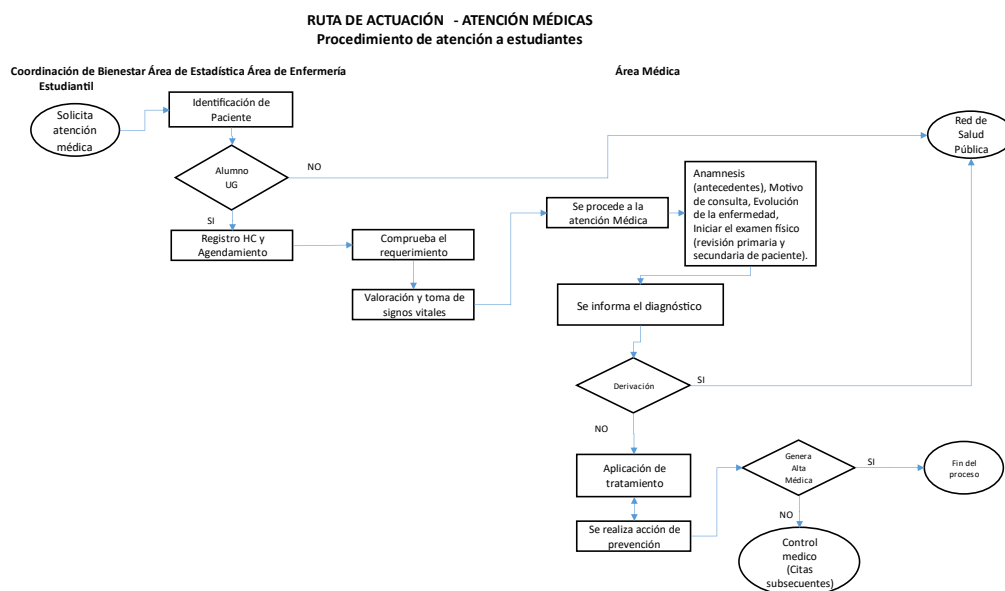 RUTA DE ACTUACIÓN - ATENCIÓN MÉDICAS
Procedimiento de atención a estudiantes
Coordinación de Bienestar Área de Estadística Área de Enfermería
Estudiantil
Área Médica
Solicita
atención
médica
Identificación de
Paciente
Red de
Salud
Pública
Alumno
UG
NO
SI
Registro HC y
Agendamiento
Comprueba el
requerimiento
Valoración y toma de
signos vitales
Se procede a la
atención Médica
Anamnesis
(antecedentes), Motivo
de consulta, Evolución
de la enfermedad,
Iniciar el examen físico
(revisión primaria y
secundaria de paciente).
Se informa el diagnóstico
Derivación
SI
NO
Aplicación de
tratamiento
Se realiza acción de
prevención
Genera
Alta
Médica
SI
Fin del
proceso
NO
Control
medico
(Citas
subsecuentes)